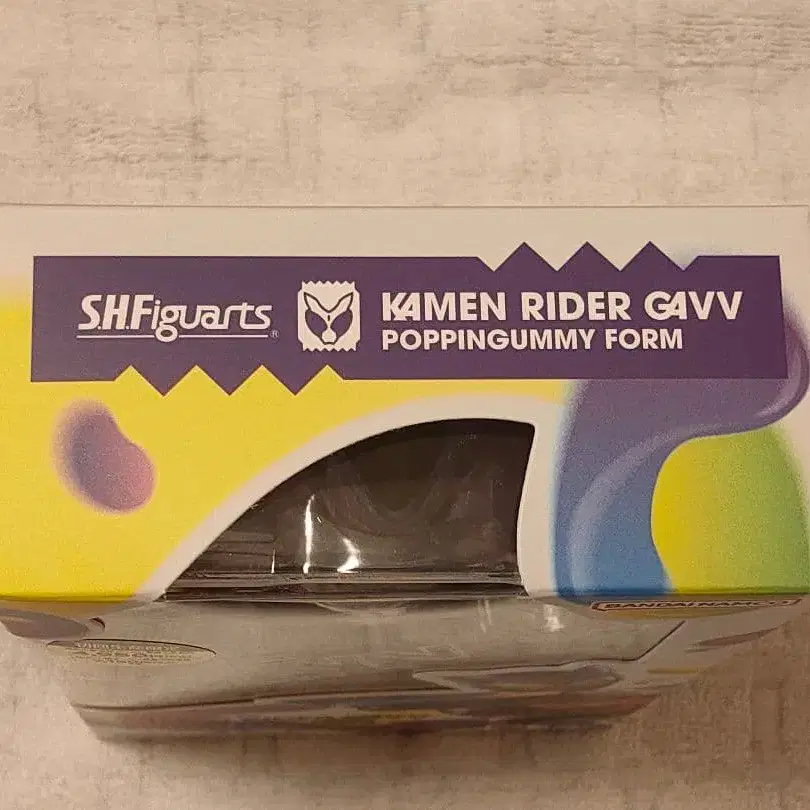 S.H.Figuarts®
KAMEN RIDER GAVV
POPPINGUMMY FORM
BANDAI NAMCO